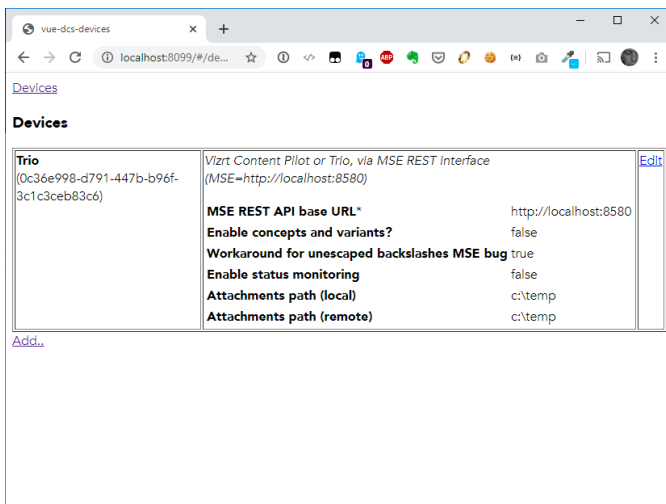 vue-dcs-devices
localhost:8099/#/de...
ABP
0
Devices
Devices
Trio
(0c36e998-d791-447b-b96f-
3c1c3ceb83c6)
Vizrt Content Pilot or Trio, via MSE REST interface
(MSE=http://localhost:8580)
MSE REST API base URL* http://localhost:8580
Enable concepts and variants? false
Workaround for unescaped backslashes MSE bug true
Enable status monitoring false
Attachments path (local) c:\temp
Attachments path (remote) c:\temp
Edit
Add..